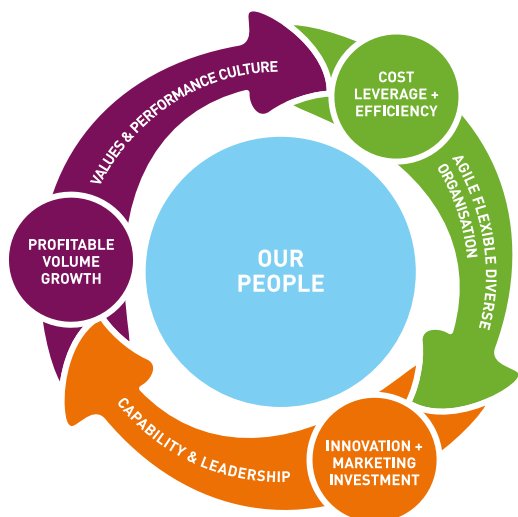 VALUES & PERFORMANCE CULTURE
COST
LEVERAGE +
EFFICIENCY
AGILE FLEXIBLE DIVERSE
ORGANISATION
PROFITABLE
VOLUME
GROWTH
OUR
PEOPLE
CAPABILITY & LEADERSHIP
INNOVATION +
MARKETING
INVESTMENT